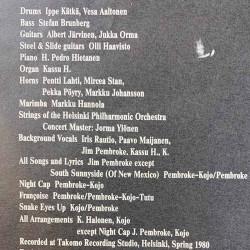 Drums Ippe Kätkä, Vesa Aaltonen
Bass Stefan Brunberg
Guitars Albert Järvinen, Jukka Orma
Steel & Slide guitars Olli Haavisto
Piano H. Pedro Hietanen
Organ Kassu H.
Horns Pentti Lahti, Mircea Stan,
Pekka Pöyry, Markku Johansson
Marimba Markku Hannola
Strings of the Helsinki Philharmonic Orchestra
Concert Master: Jorma Ylönen
Background Vocals Iris Rautio, Paavo Maijanen,
Jim Pembroke, Kassu H., K.
All Songs and Lyrics Jim Pembroke except
South Sunnyside (Of New Mexico) Pembroke-Kojo/Pembroke
Night Cap Pembroke-Kojo
Françoise Pembroke/Pembroke-Kojo-Tutu
Snake Eyes Up Kojo/Pembroke
All Arrangements K. Halonen, Kojo
except Night Cap J. Pembroke, Kojo
Recorded at Takomo Recording Studio, Helsinki, Spring 1980